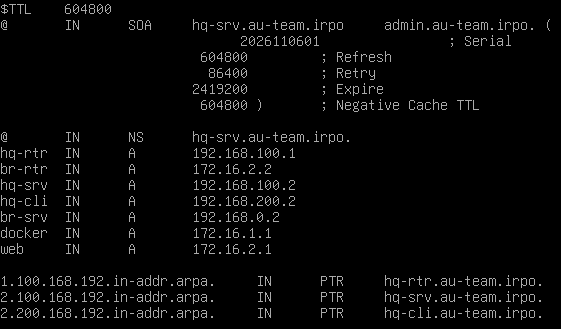 $TTL 604800
@ IN SOA hq-srv.au-team.irpo admin.au-team.irpo. (
2026110601 ; Serial
604800 ; Refresh
86400 ; Retry
2419200 ; Expire
604800 ) ; Negative Cache TTL
@ IN NS hq-srv.au-team.irpo.
hq-rtr IN A 192.168.100.1
br-rtr IN A 172.16.2.2
hq-srv IN A 192.168.100.2
hq-cli IN A 192.168.200.2
br-srv IN A 192.168.0.2
docker IN A 172.16.1.1
web IN A 172.16.2.1
1.100.168.192.in-addr.arpa. IN PTR hq-rtr.au-team.irpo.
2.100.168.192.in-addr.arpa. IN PTR hq-srv.au-team.irpo.
2.200.168.192.in-addr.arpa. IN PTR hq-cli.au-team.irpo.